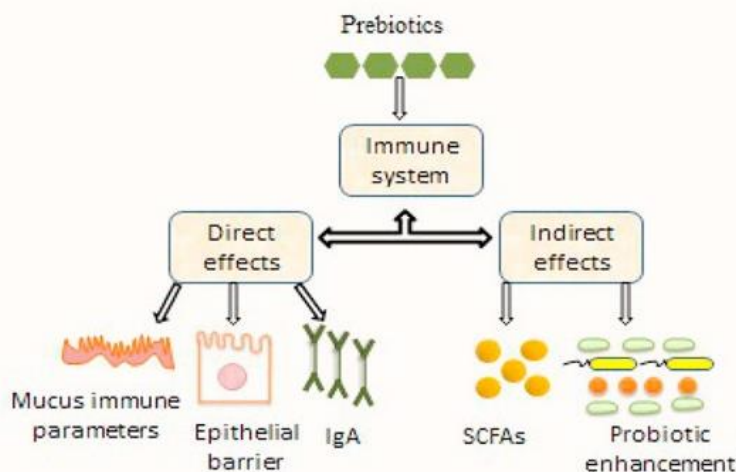 Prebiotics
Immune
system
Direct
effects
Indirect
effects
Mucus immune
parameters
Epithelial
barrier
IgA
SCFAs
Probiotic
enhancement